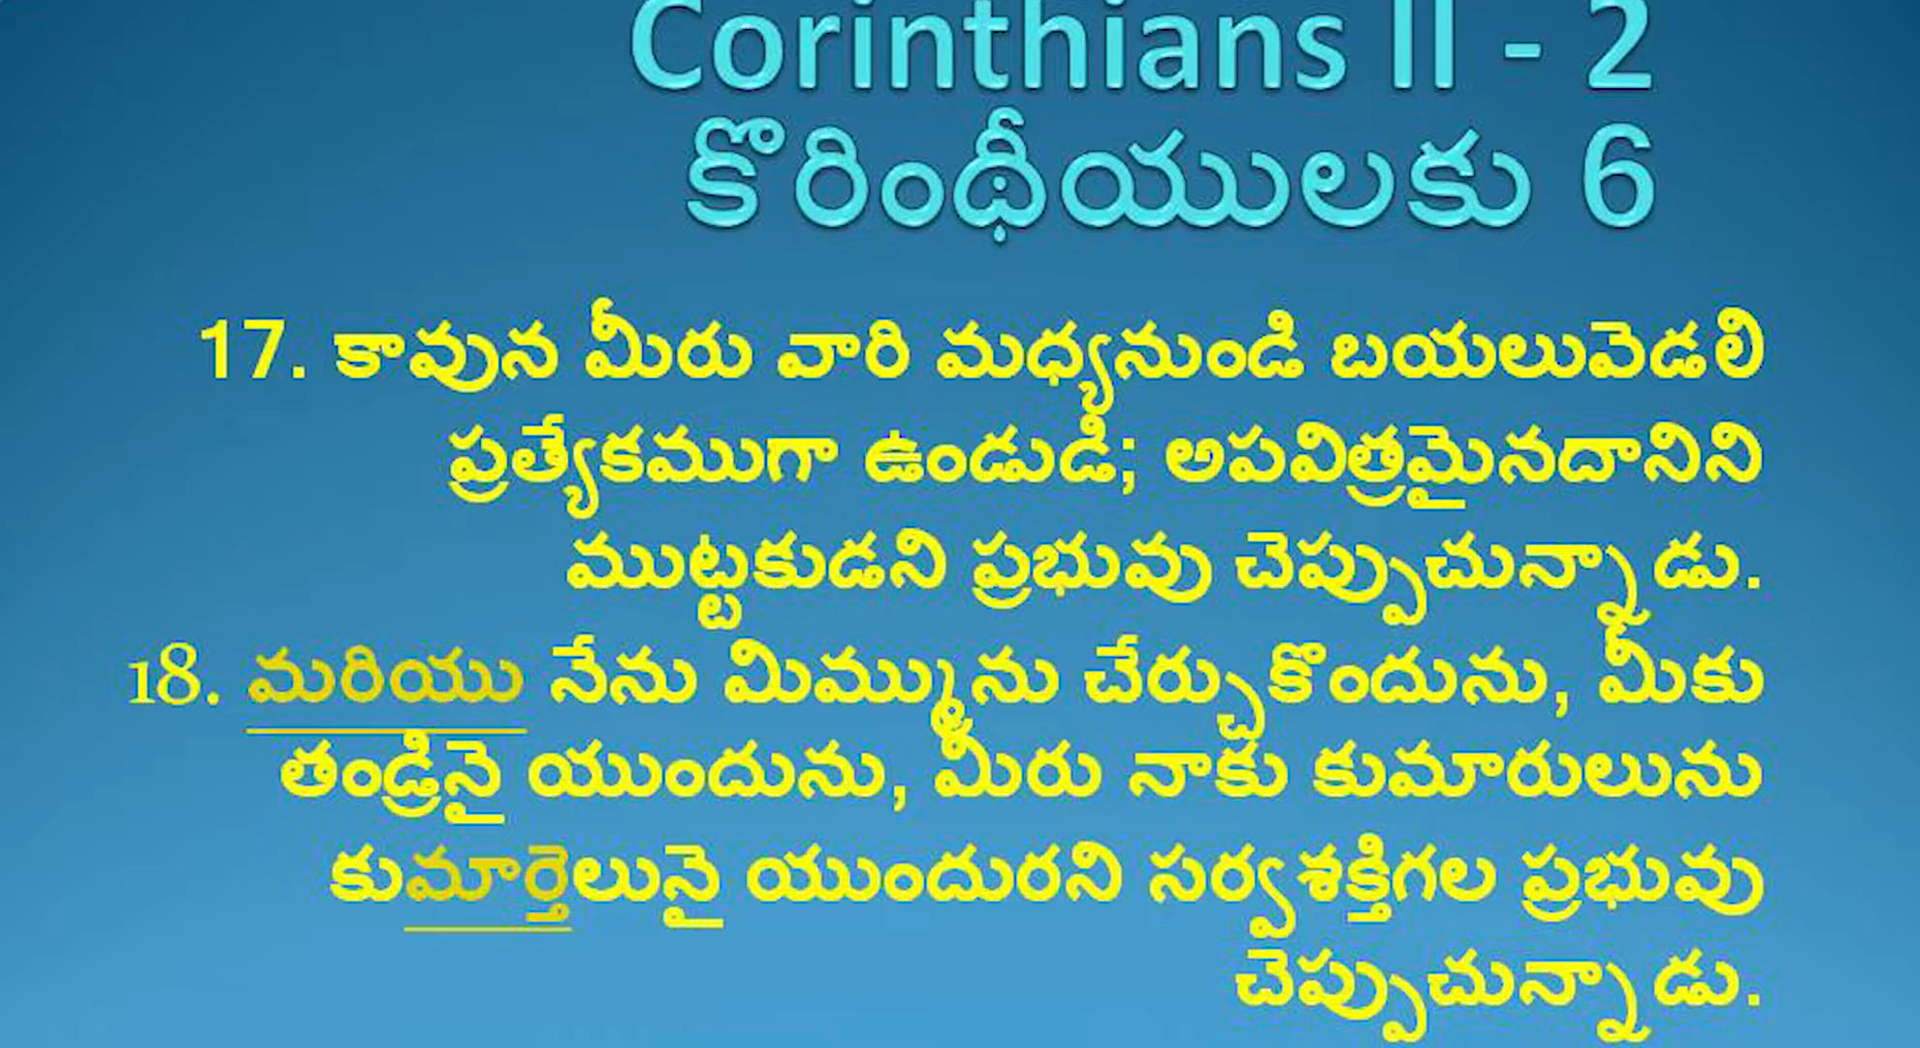 Corinthians II - 2
కొరింథీయులకు 6
17. కావున మీరు వారి మధ్యనుండి బయలువెడలి
ప్రత్యేకముగా ఉండుడి; అపవిత్రమైనదానిని
ముట్టకుడని ప్రభువు చెప్పుచున్నాడు.
18. మరియు నేను మిమ్మును చేర్చుకొందును, మీకు
తండ్రినై యుందును, మీరు నాకు కుమారులును
కుమార్తెలునై యుందురని సర్వశక్తిగల ప్రభువు
చెప్పుచున్నాడు.